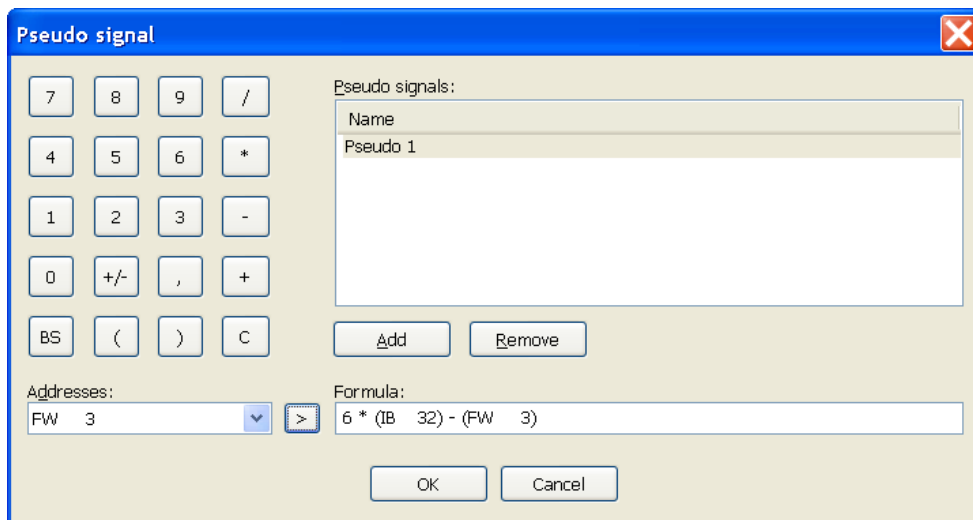 Pseudo signal
7 8 9 /
4 5 6 *
1 2 3 -
0 +/- , +
BS ( ) C
Pseudo signals:
Name
Pseudo 1
Add Remove
Addresses:
FW 3 >
Formula:
6 * (IB 32) - (FW 3)
OK Cancel